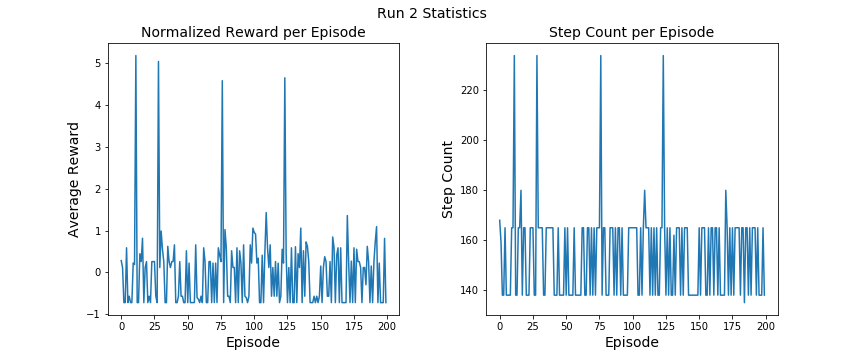 Run 2 Statistics
Normalized Reward per Episode
Average Reward
5
4
3
2
1
0
−1
0 25 50 75 100 125 150 175 200
Episode
Step Count per Episode
Step Count
220
200
180
160
140
0 25 50 75 100 125 150 175 200
Episode